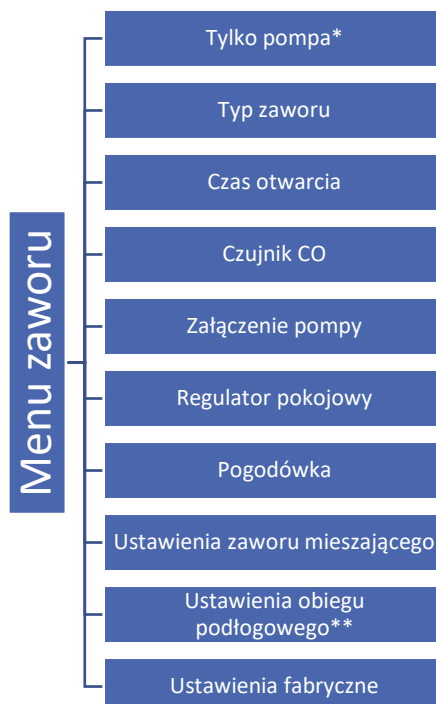 Menu zaworu
Tylko pompa*
Typ zaworu
Czas otwarcia
Czujnik CO
Załączenie pompy
Regulator pokojowy
Pogodówka
Ustawienia zaworu mieszającego
Ustawienia obiegu
podłogowego**
Ustawienia fabryczne